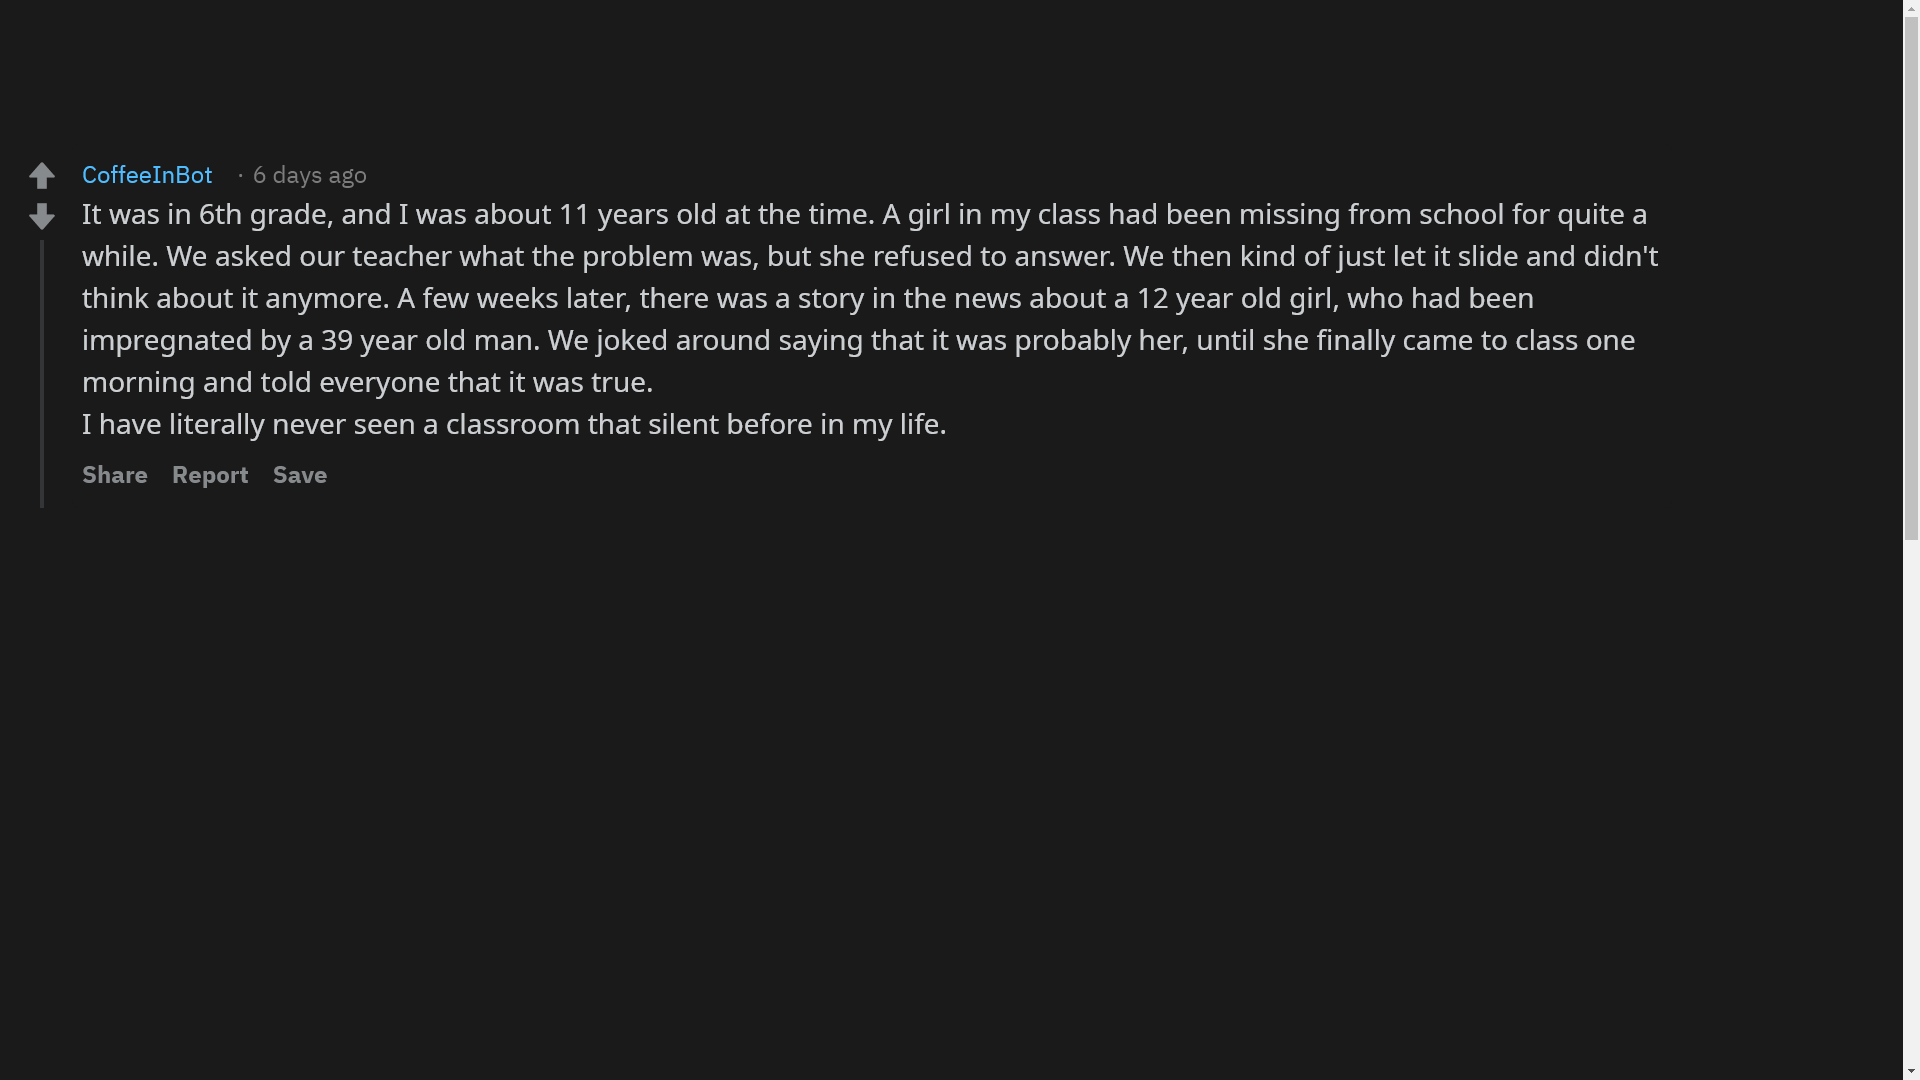 CoffeeInBot · 6 days ago
It was in 6th grade, and I was about 11 years old at the time. A girl in my class had been missing from school for quite a
while. We asked our teacher what the problem was, but she refused to answer. We then kind of just let it slide and didn't
think about it anymore. A few weeks later, there was a story in the news about a 12 year old girl, who had been
impregnated by a 39 year old man. We joked around saying that it was probably her, until she finally came to class one
morning and told everyone that it was true.
I have literally never seen a classroom that silent before in my life.
Share Report Save